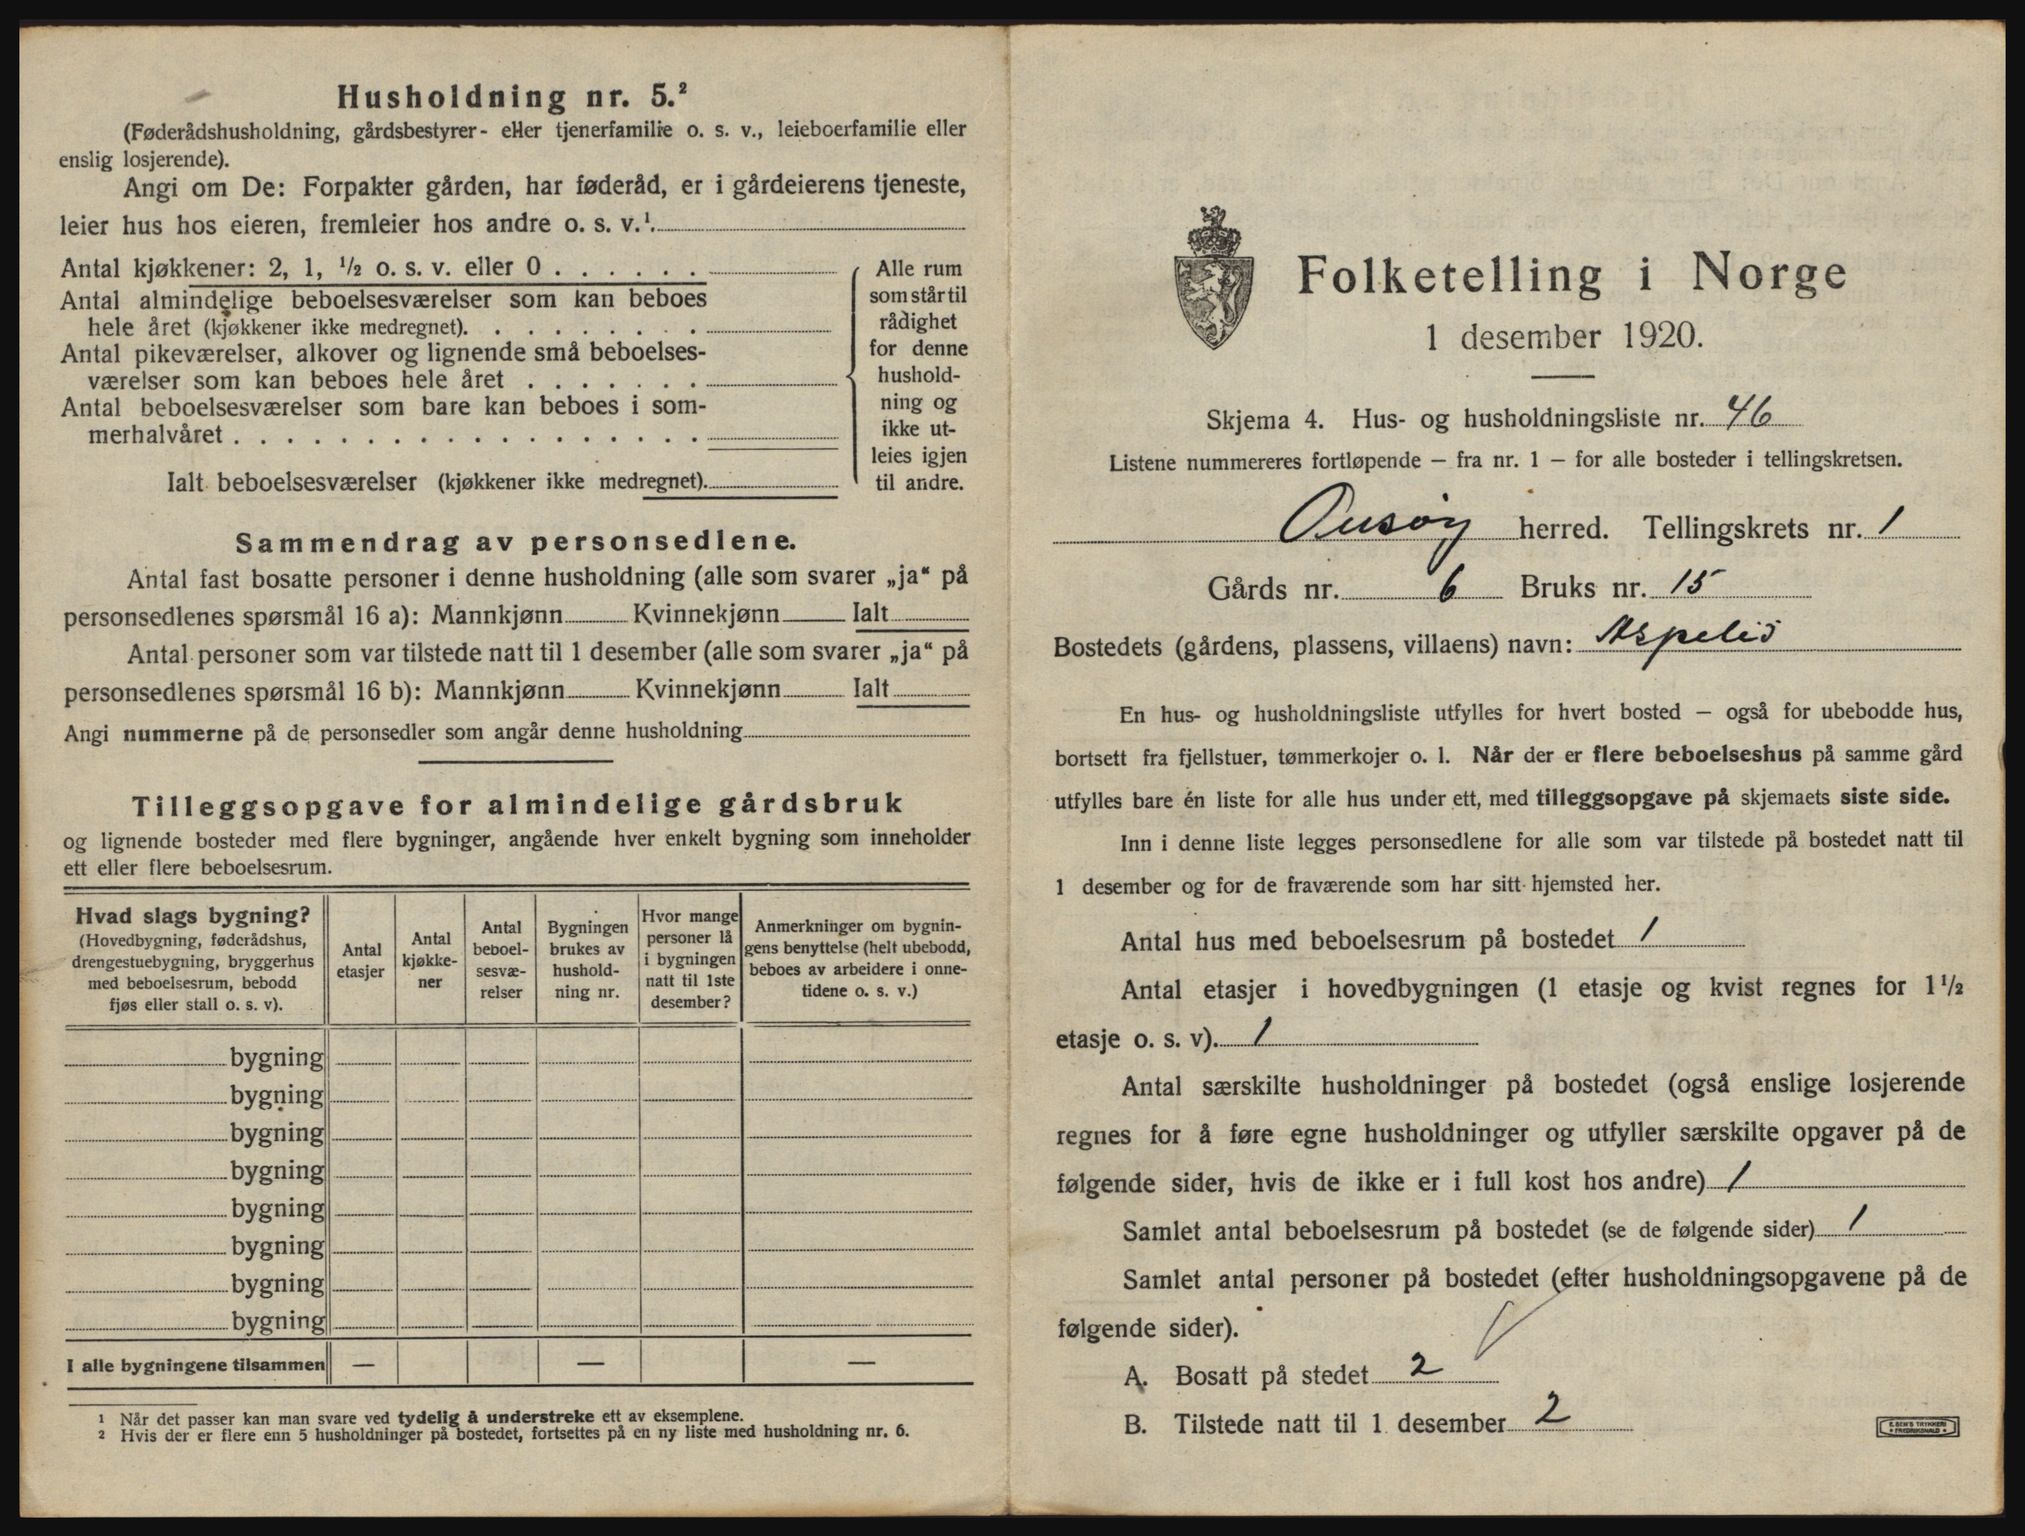 Husholdning nr. 5.²
(Føderådshusholdning, gårdsbestyrer- eller tjenerfamilie o. s. v., leieboerfamilie eller
enslig losjerende).
Angi om De: Forpakter gården, har føderåd, er i gårdeierens tjeneste,
leier hus hos eieren, fremleier hos andre o. s. v.¹.
Antal kjøkkener: 2, 1, ½ o. s. v. eller 0 . . . . . .
Antal almindelige beboelsesværelser som kan beboes
hele året (kjøkkener ikke medregnet). . . . . . . . .
Antal pikeværelser, alkover og lignende små beboelses-
værelser som kan beboes hele året . . . . . . .
Antal beboelsesværelser som bare kan beboes i som-
merhalvåret . . . . . . . . . . . . . . . . . .
Ialt beboelsesværelser (kjøkkener ikke medregnet).
Alle rum
som står til
rådighet
for denne
hushold-
ning og
ikke ut-
leies igjen
til andre.
Sammendrag av personsedlene.
Antal fast bosatte personer i denne husholdning (alle som svarer „ja“ på
personsedlenes spørsmål 16 a): Mannkjønn Kvinnekjønn Ialt
Antal personer som var tilstede natt til 1 desember (alle som svarer „ja“ på
personsedlenes spørsmål 16 b): Mannkjønn Kvinnekjønn Ialt
Angi nummerne på de personsedler som angår denne husholdning
Tilleggsopgave for almindelige gårdsbruk
og lignende bosteder med flere bygninger, angående hver enkelt bygning som inneholder
ett eller flere beboelsesrum.
Hvad slags bygning?
(Hovedbygning, føderådshus,
drengestuebygning, bryggerhus
med beboelsesrum, bebodd
fjøs eller stall o. s. v).
Antal
etasjer
Antal
kjøkke-
ner
Antal
beboel-
sesvæ-
relser
Bygningen
brukes av
hushold-
ning nr.
Hvor mange
personer lå
i bygningen
natt til 1ste
desember?
Anmerkninger om bygnin-
gens benyttelse (helt ubebodd,
beboes av arbeidere i onne-
tidene o. s. v.)
bygning
bygning
bygning
bygning
bygning
bygning
bygning
bygning
I alle bygningene tilsammen — — —
¹ Når det passer kan man svare ved tydelig å understreke ett av eksemplene.
² Hvis der er flere enn 5 husholdninger på bostedet, fortsettes på en ny liste med husholdning nr. 6.
Folketelling i Norge
1 desember 1920.
Skjema 4. Hus- og husholdningsliste nr. 46
Listene nummereres fortløpende – fra nr. 1 – for alle bosteder i tellingskretsen.
Onsøy herred. Tellingskrets nr. 1
Gårds nr. 6 Bruks nr. 15
Bostedets (gårdens, plassens, villaens) navn: Aspelid
En hus- og husholdningsliste utfylles for hvert bosted – også for ubebodde hus,
bortsett fra fjellstuer, tømmerkojer o. l. Når der er flere beboelseshus på samme gård
utfylles bare én liste for alle hus under ett, med tilleggsopgave på skjemaets siste side.
Inn i denne liste legges personsedlene for alle som var tilstede på bostedet natt til
1 desember og for de fraværende som har sitt hjemsted her.
Antal hus med beboelsesrum på bostedet 1
Antal etasjer i hovedbygningen (1 etasje og kvist regnes for 1½
etasje o. s. v). 1
Antal særskilte husholdninger på bostedet (også enslige losjerende
regnes for å føre egne husholdninger og utfyller særskilte opgaver på de
følgende sider, hvis de ikke er i full kost hos andre) 1
Samlet antal beboelsesrum på bostedet (se de følgende sider) 1
Samlet antal personer på bostedet (efter husholdningsopgavene på de
følgende sider).
A. Bosatt på stedet 2
B. Tilstede natt til 1 desember 2
E. SEM'S TRYKKERI
FREDRIKSHALD